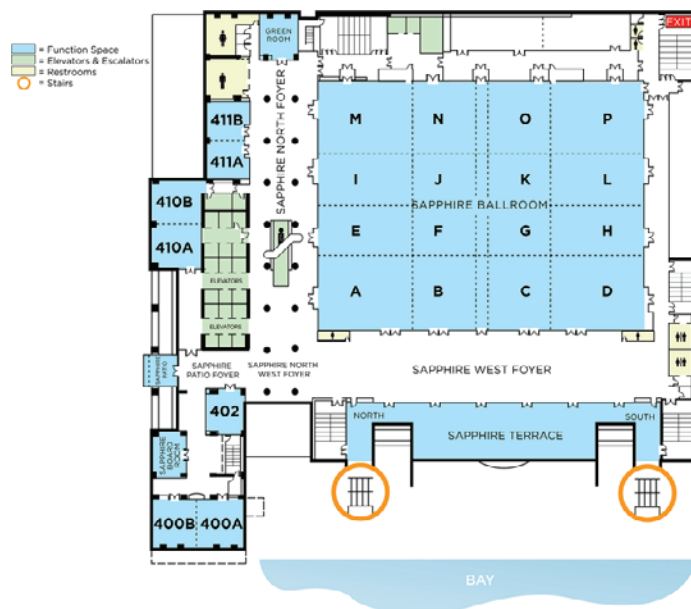 = Function Space
= Elevators & Escalators
= Restrooms
= Stairs
GREEN
ROOM
EXIT
SAPPHIRE NORTH FOYER
411B
411A
M
N
O
P
I
J
K
L
SAPPHIRE BALLROOM
410B
410A
E
F
G
H
ELEVATORS
A
B
C
D
ELEVATORS
SAPPHIRE
PATIO
SAPPHIRE
PATIO FOYER
SAPPHIRE NORTH
WEST FOYER
SAPPHIRE WEST FOYER
402
NORTH
SOUTH
SAPPHIRE TERRACE
SAPPHIRE
BOARD
ROOM
400B
400A
BAY